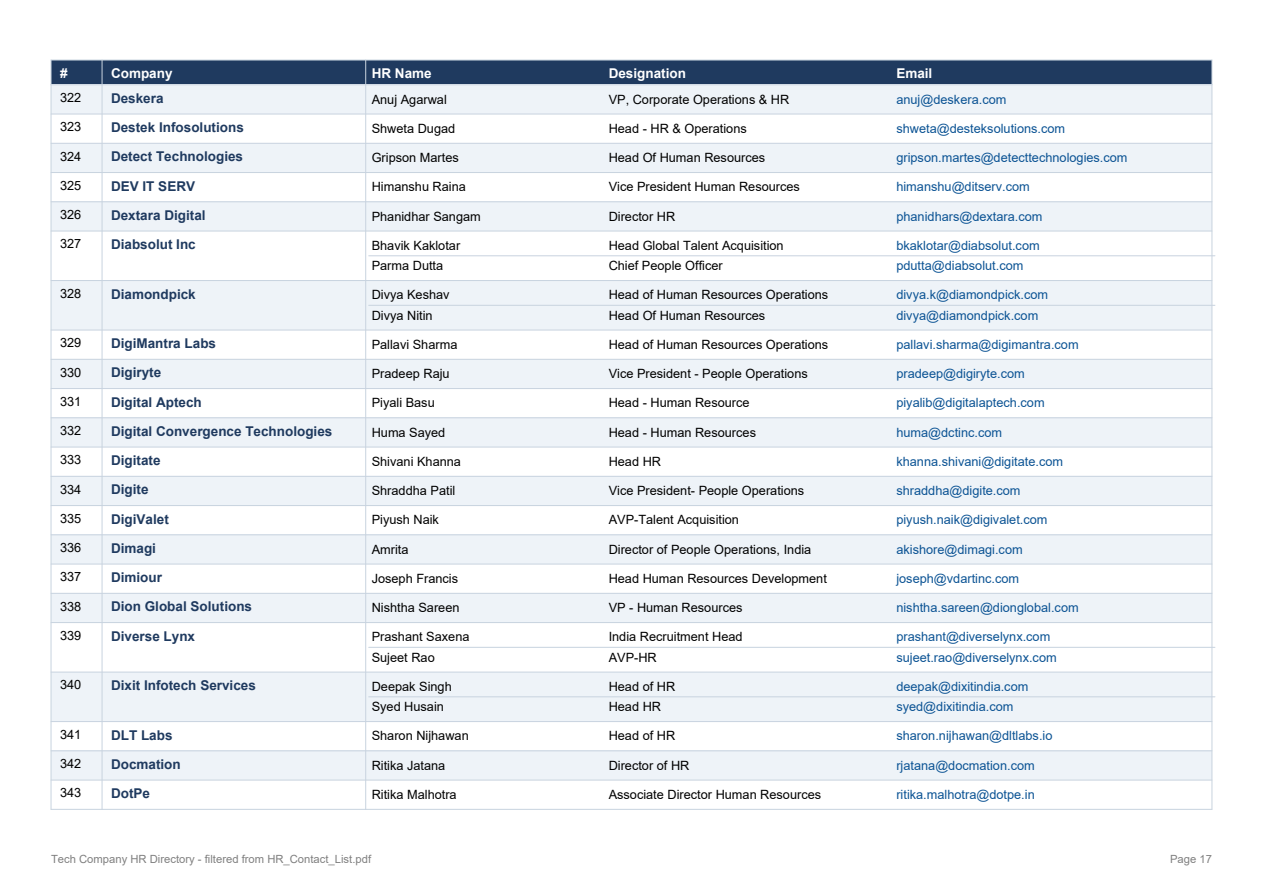 # Company HR Name Designation Email
322 Deskera Anuj Agarwal VP, Corporate Operations & HR anuj@deskera.com
323 Destek Infosolutions Shweta Dugad Head - HR & Operations shweta@desteksolutions.com
324 Detect Technologies Gripson Martes Head Of Human Resources gripson.martes@detecttechnologies.com
325 DEV IT SERV Himanshu Raina Vice President Human Resources himanshu@ditserv.com
326 Dextara Digital Phanidhar Sangam Director HR phanidhars@dextara.com
327 Diabsolut Inc Bhavik Kaklotar Head Global Talent Acquisition bkaklotar@diabsolut.com
Parma Dutta Chief People Officer pdutta@diabsolut.com
328 Diamondpick Divya Keshav Head of Human Resources Operations divya.k@diamondpick.com
Divya Nitin Head Of Human Resources divya@diamondpick.com
329 DigiMantra Labs Pallavi Sharma Head of Human Resources Operations pallavi.sharma@digimantra.com
330 Digiryte Pradeep Raju Vice President - People Operations pradeep@digiryte.com
331 Digital Aptech Piyali Basu Head - Human Resource piyalib@digitalaptech.com
332 Digital Convergence Technologies Huma Sayed Head - Human Resources huma@dctinc.com
333 Digitate Shivani Khanna Head HR khanna.shivani@digitate.com
334 Digite Shraddha Patil Vice President- People Operations shraddha@digite.com
335 DigiValet Piyush Naik AVP-Talent Acquisition piyush.naik@digivalet.com
336 Dimagi Amrita Director of People Operations, India akishore@dimagi.com
337 Dimiour Joseph Francis Head Human Resources Development joseph@vdartinc.com
338 Dion Global Solutions Nishtha Sareen VP - Human Resources nishtha.sareen@dionglobal.com
339 Diverse Lynx Prashant Saxena India Recruitment Head prashant@diverselynx.com
Sujeet Rao AVP-HR sujeet.rao@diverselynx.com
340 Dixit Infotech Services Deepak Singh Head of HR deepak@dixitindia.com
Syed Husain Head HR syed@dixitindia.com
341 DLT Labs Sharon Nijhawan Head of HR sharon.nijhawan@dltlabs.io
342 Docmation Ritika Jatana Director of HR rjatana@docmation.com
343 DotPe Ritika Malhotra Associate Director Human Resources ritika.malhotra@dotpe.in
Tech Company HR Directory - filtered from HR_Contact_List.pdf Page 17